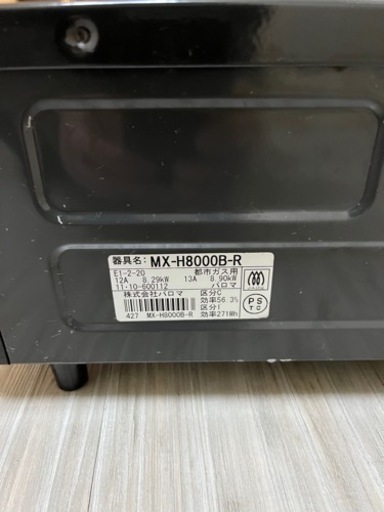 器具名: MX-H8000B-R
E1-2-20 都市ガス用
12A 8.29kW 13A 8.90kW
11・10-600112 パロマ
株式会社パロマ 区分C
効率56.3%
区分I
427 MX-H8000B-R 効率271Wh
PS
TG